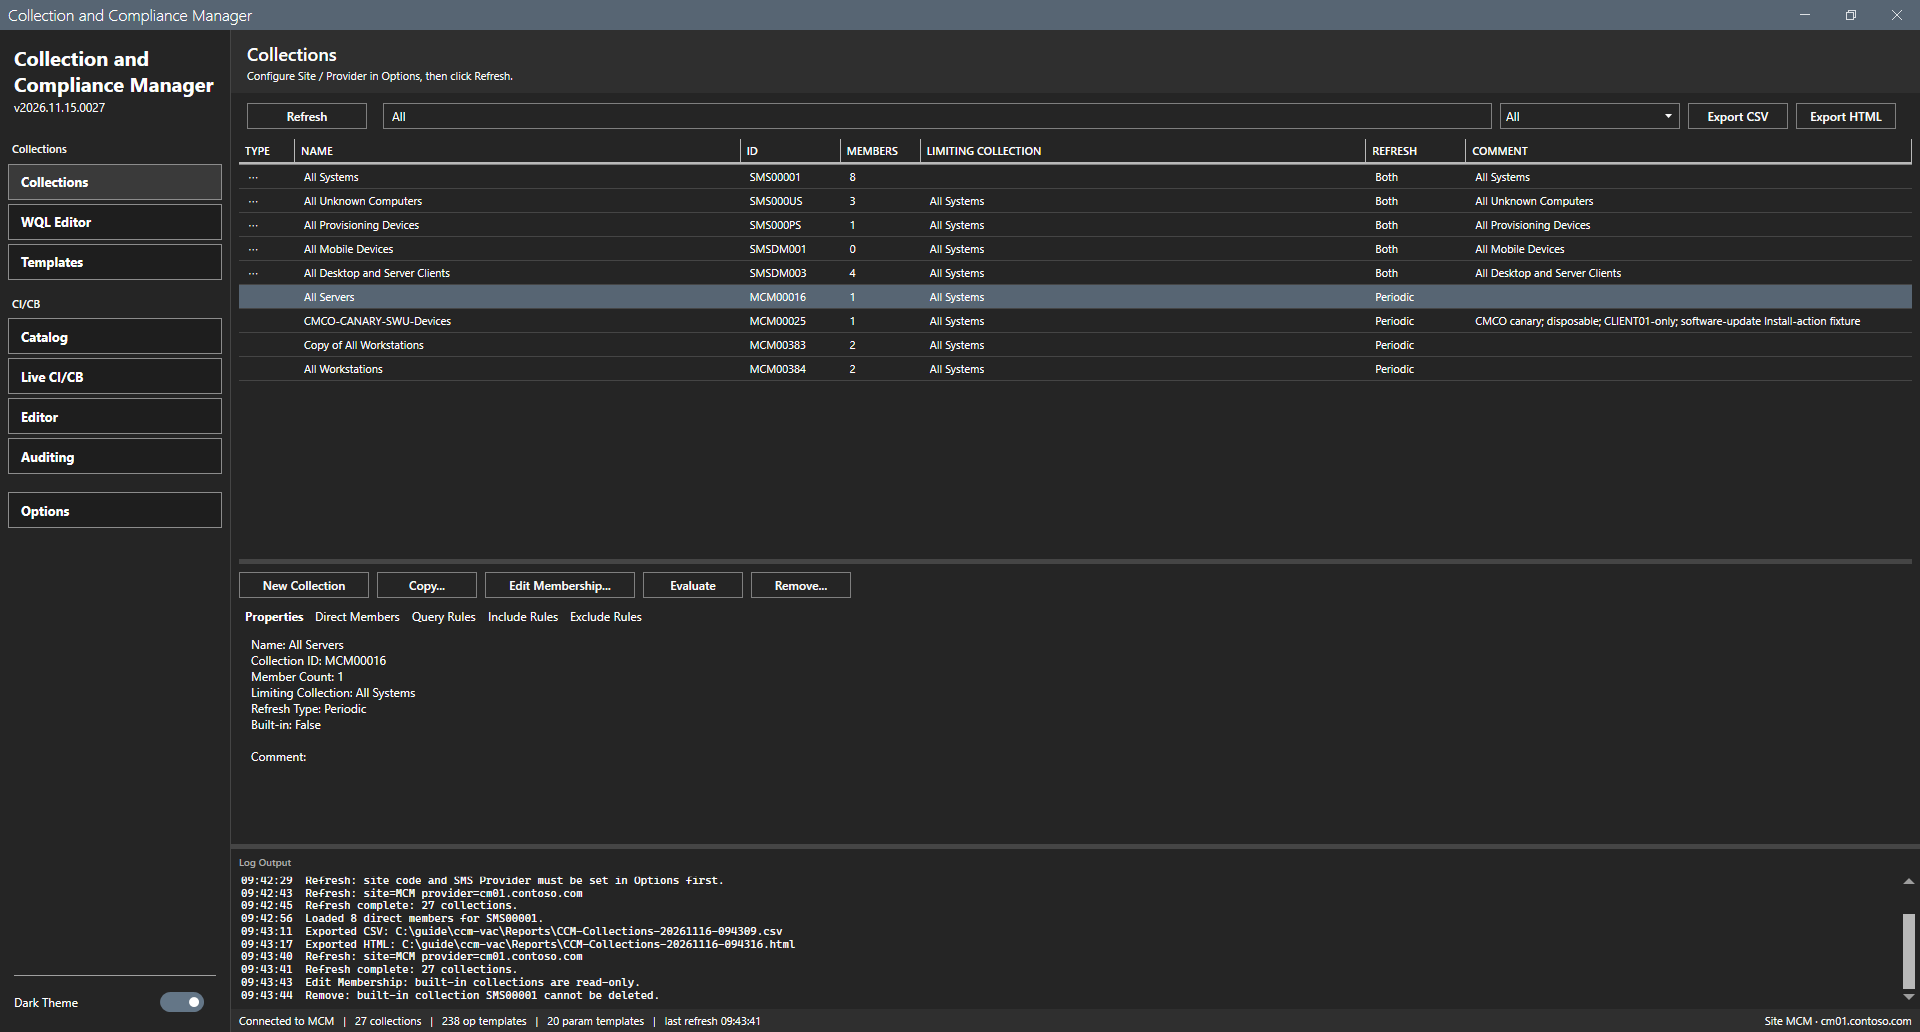 Collection and Compliance Manager
Collection and
Compliance Manager
v2026.11.15.0027
Collections
Collections
WQL Editor
Templates
CI/CB
Catalog
Live CI/CB
Editor
Auditing
Options
Dark Theme
Collections
Configure Site / Provider in Options, then click Refresh.
Refresh All All Export CSV Export HTML
TYPE NAME ID MEMBERS LIMITING COLLECTION REFRESH COMMENT
... All Systems SMS00001 8 Both All Systems
... All Unknown Computers SMS000US 3 All Systems Both All Unknown Computers
... All Provisioning Devices SMS000PS 1 All Systems Both All Provisioning Devices
... All Mobile Devices SMSDM001 0 All Systems Both All Mobile Devices
... All Desktop and Server Clients SMSDM003 4 All Systems Both All Desktop and Server Clients
All Servers MCM00016 1 All Systems Periodic
CMCO-CANARY-SWU-Devices MCM00025 1 All Systems Periodic CMCO canary; disposable; CLIENT01-only; software-update Install-action fixture
Copy of All Workstations MCM00383 2 All Systems Periodic
All Workstations MCM00384 2 All Systems Periodic
New Collection Copy... Edit Membership... Evaluate Remove...
Properties Direct Members Query Rules Include Rules Exclude Rules
Name: All Servers
Collection ID: MCM00016
Member Count: 1
Limiting Collection: All Systems
Refresh Type: Periodic
Built-in: False
Comment:
Log Output
09:42:29 Refresh: site code and SMS Provider must be set in Options first.
09:42:43 Refresh: site=MCM provider=cm01.contoso.com
09:42:45 Refresh complete: 27 collections.
09:42:56 Loaded 8 direct members for SMS00001.
09:43:11 Exported CSV: C:\guide\ccm-vac\Reports\CCM-Collections-20261116-094309.csv
09:43:17 Exported HTML: C:\guide\ccm-vac\Reports\CCM-Collections-20261116-094316.html
09:43:40 Refresh: site=MCM provider=cm01.contoso.com
09:43:41 Refresh complete: 27 collections.
09:43:43 Edit Membership: built-in collections are read-only.
09:43:44 Remove: built-in collection SMS00001 cannot be deleted.
Connected to MCM | 27 collections | 238 op templates | 20 param templates | last refresh 09:43:41 Site MCM · cm01.contoso.com